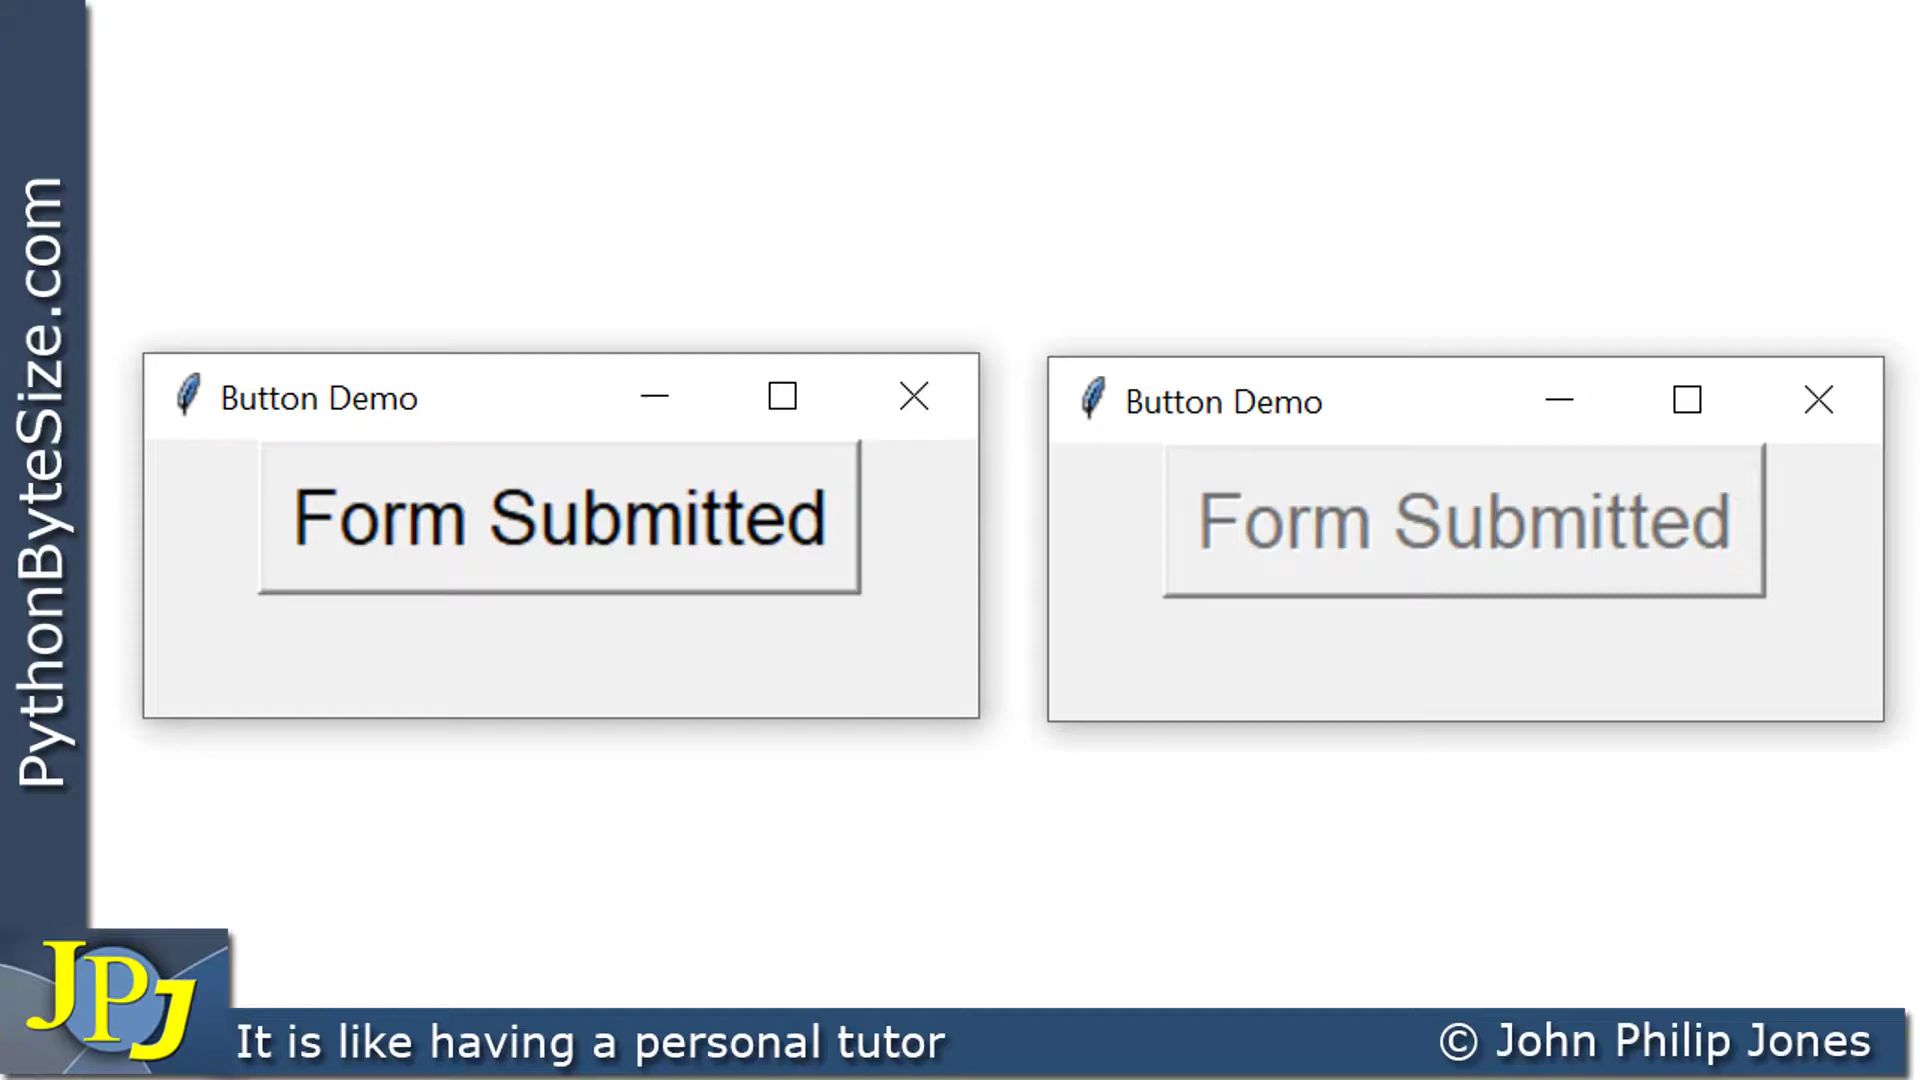 PythonByteSize.com
Button Demo
Form Submitted
Button Demo
Form Submitted
JPJ
It is like having a personal tutor
© John Philip Jones